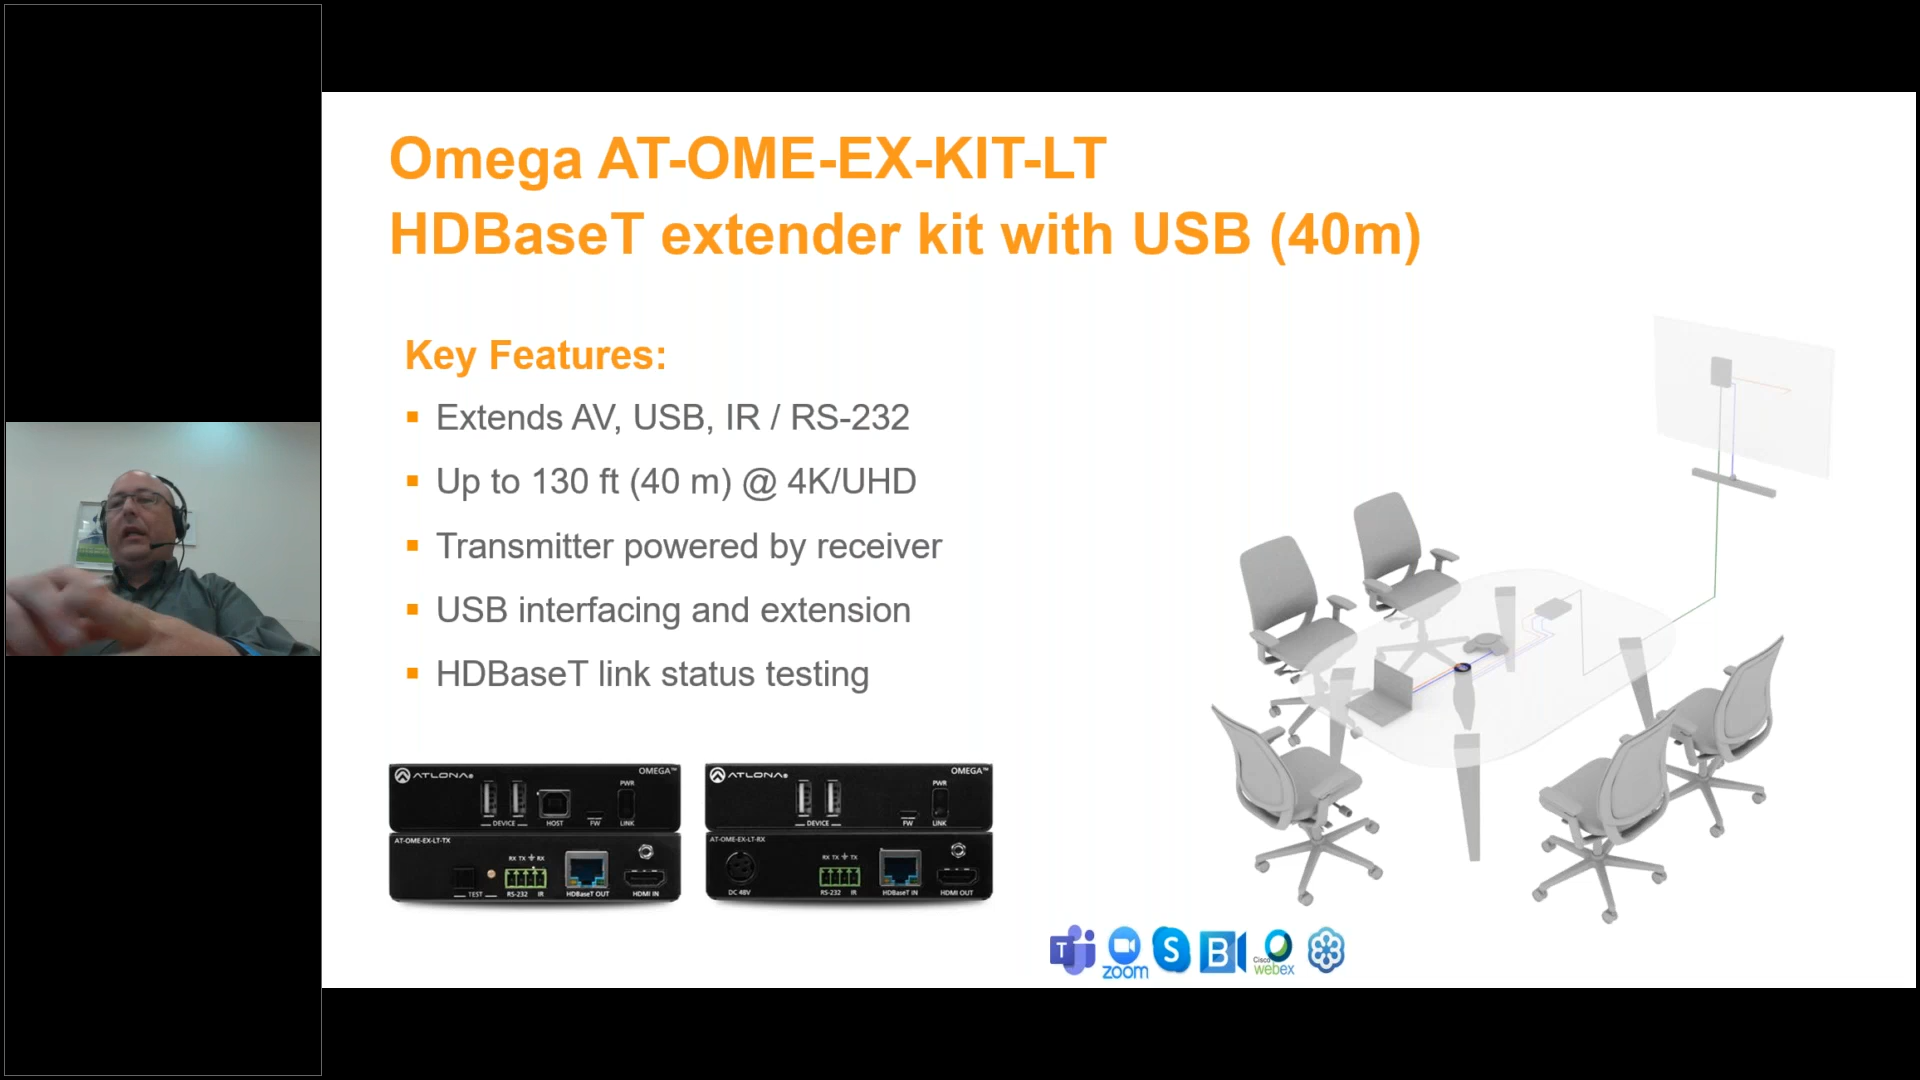 Omega AT-OME-EX-KIT-LT
HDBaseT extender kit with USB (40m)
Key Features:
Extends AV, USB, IR / RS-232
Up to 130 ft (40 m) @ 4K/UHD
Transmitter powered by receiver
USB interfacing and extension
HDBaseT link status testing
ATLONA® OMEGA™
PWR
DEVICE HOST FW LINK
AT-OME-EX-LT-TX
RX TX RX
TEST RS-232 IR HDBaseT OUT HDMI IN
ATLONA® OMEGA™
PWR
DEVICE FW LINK
AT-OME-EX-LT-RX
RX TX TX
DC 48V RS-232 IR HDBaseT IN HDMI OUT
T
zoom
S
B
Cisco
webex